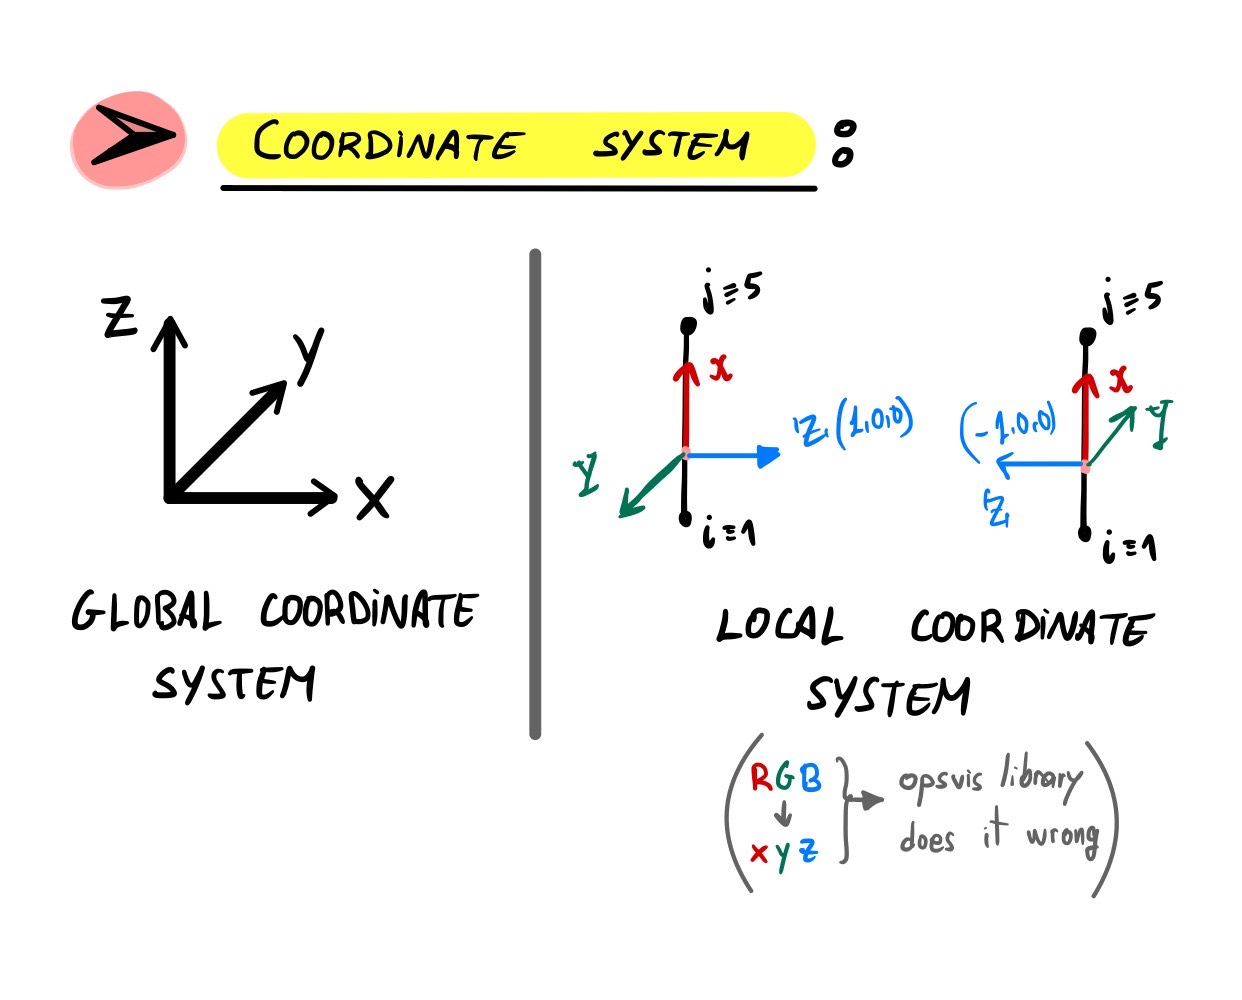 COORDINATE SYSTEM :
Z
Y
X
GLOBAL COORDINATE
SYSTEM
j≡5
x
z (1,0,0)
y
i≡1
j≡5
x
(-1,0,0)
y
z
i≡1
LOCAL COORDINATE
SYSTEM
RGB
opsvis library
does it wrong
x y z